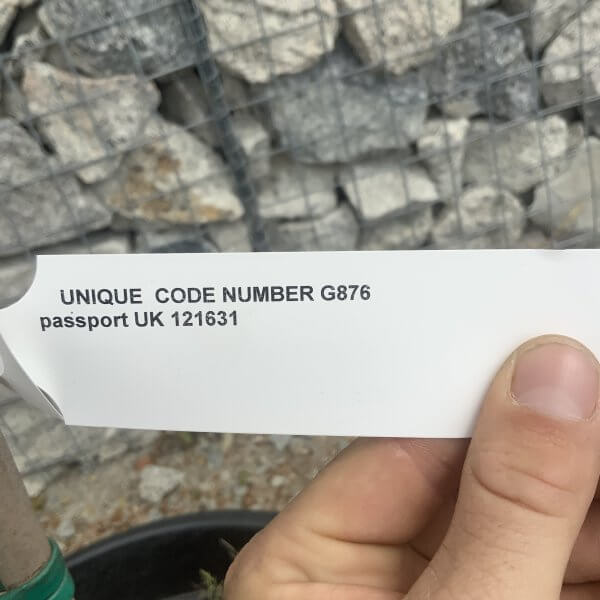 UNIQUE CODE NUMBER G876
passport UK 121631